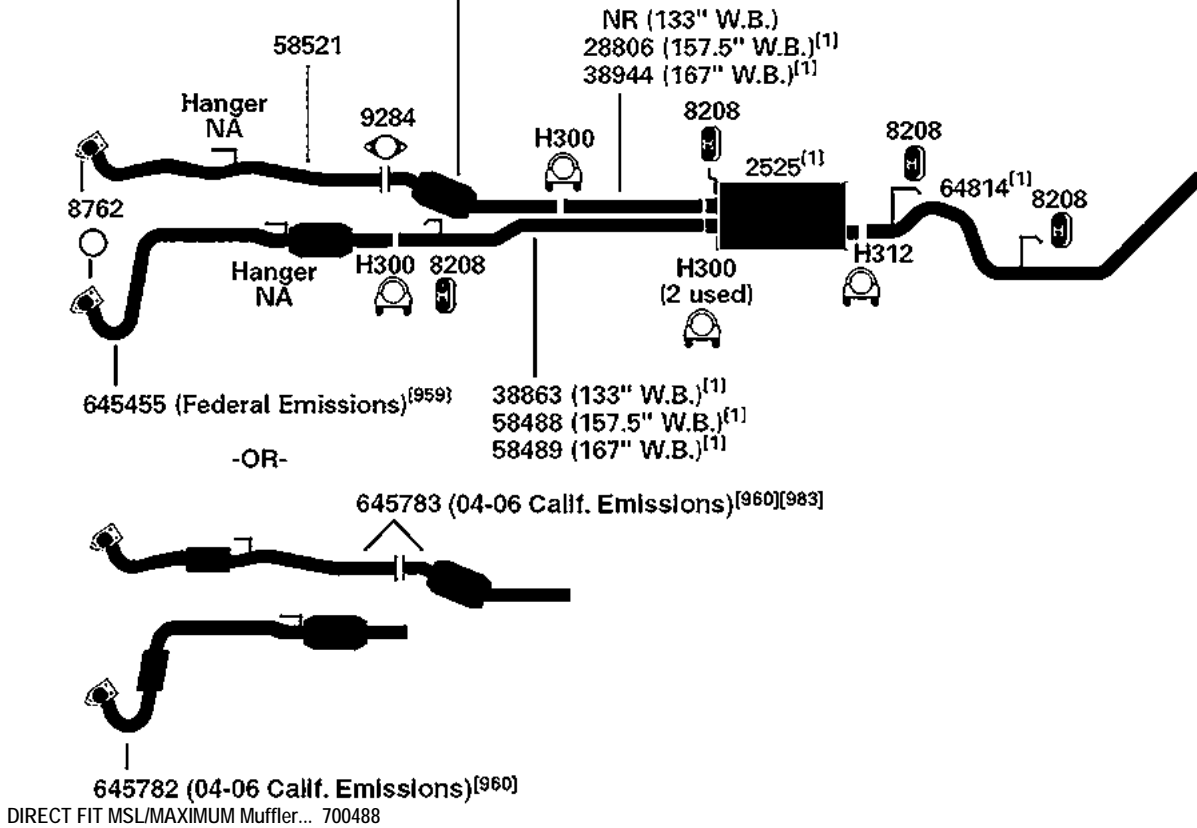 NR (133" W.B.)
28806 (157.5" W.B.)[1]
38944 (167" W.B.)[1]
58521
Hanger
NA
9284
H300
8208
8208
2525[1]
64814[1]
8208
8762
Hanger
NA
H300
8208
H300
(2 used)
H312
645455 (Federal Emissions)[959]
38863 (133" W.B.)[1]
58488 (157.5" W.B.)[1]
58489 (167" W.B.)[1]
-OR-
645783 (04-06 Calif. Emissions)[960][983]
645782 (04-06 Calif. Emissions)[960]
DIRECT FIT MSL/MAXIMUM Muffler... 700488